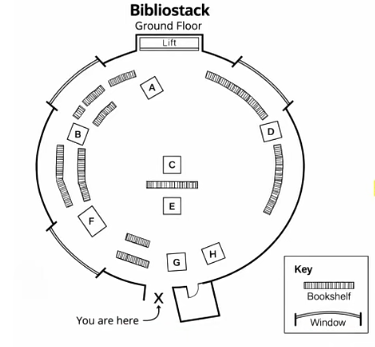 Bibliostack
Ground Floor
Lift
A
B
D
C
E
F
G
H
X
You are here
Key
Bookshelf
Window